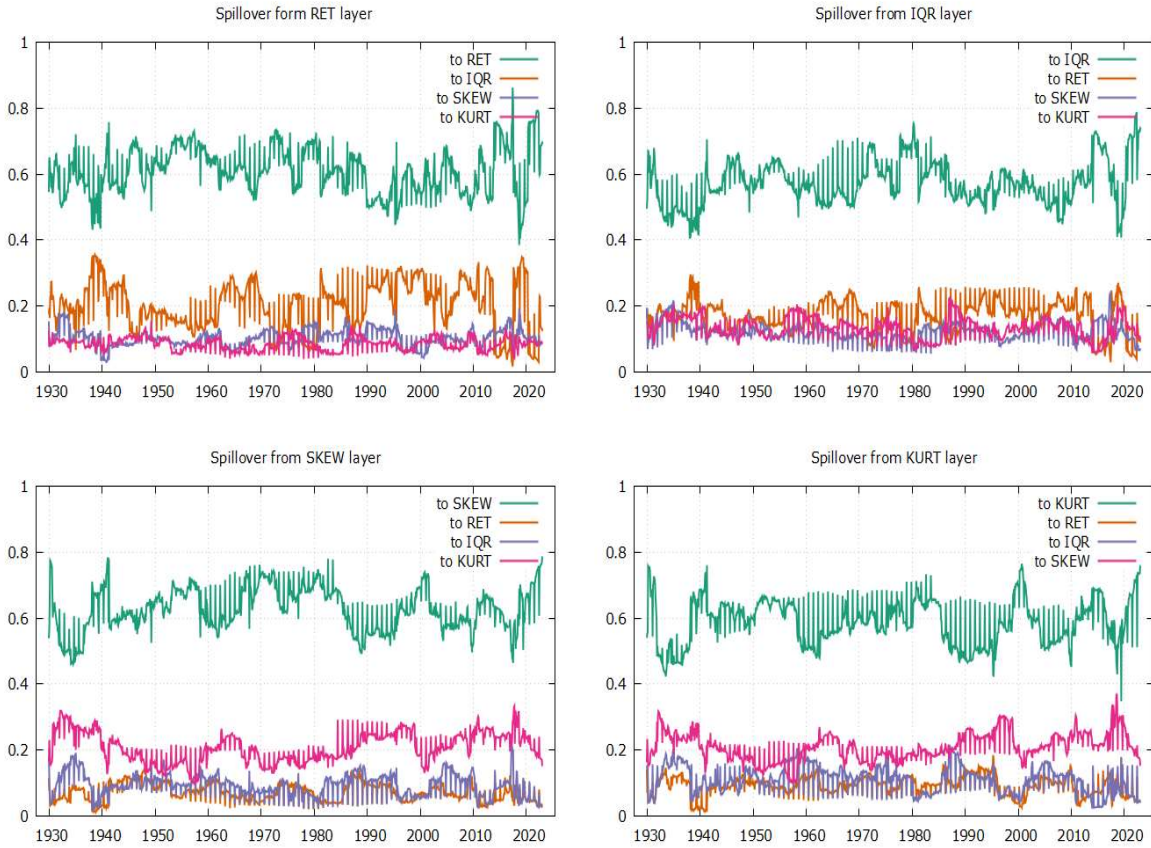 Spillover form RET layer
1
0.8
0.6
0.4
0.2
0
to RET
to IQR
to SKEW
to KURT
1930 1940 1950 1960 1970 1980 1990 2000 2010 2020
Spillover from IQR layer
1
0.8
0.6
0.4
0.2
0
to IQR
to RET
to SKEW
to KURT
1930 1940 1950 1960 1970 1980 1990 2000 2010 2020
Spillover from SKEW layer
1
0.8
0.6
0.4
0.2
0
to SKEW
to RET
to IQR
to KURT
1930 1940 1950 1960 1970 1980 1990 2000 2010 2020
Spillover from KURT layer
1
0.8
0.6
0.4
0.2
0
to KURT
to RET
to IQR
to SKEW
1930 1940 1950 1960 1970 1980 1990 2000 2010 2020